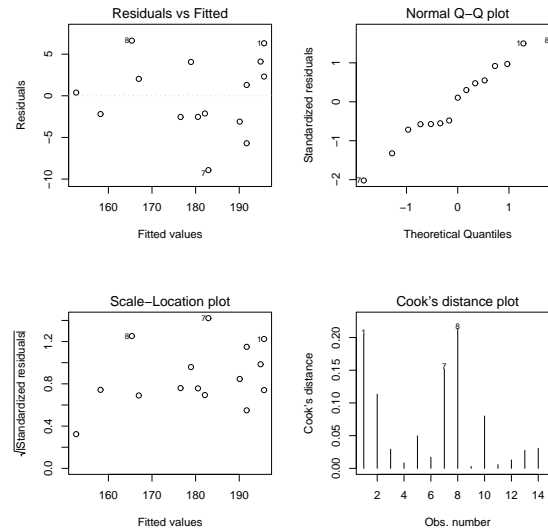 Residuals vs Fitted
Residuals
5
0
−5
−10
8
1
7
160 170 180 190
Fitted values
Normal Q−Q plot
Standardized residuals
1
0
−1
−2
1
8
7
−1 0 1
Theoretical Quantiles
Scale−Location plot
√|Standardized residuals|
1.2
0.8
0.4
0.0
7
8
1
160 170 180 190
Fitted values
Cook's distance plot
Cook's distance
0.20
0.15
0.10
0.05
0.00
1
8
7
2 4 6 8 10 12 14
Obs. number